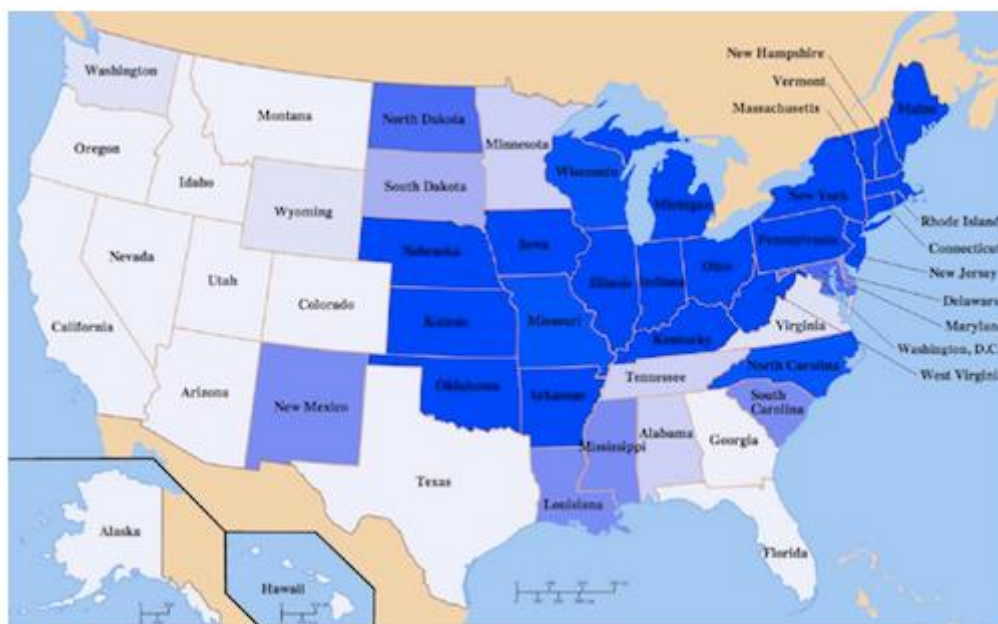 New Hampshire
Vermont
Massachusetts
Washington
Montana
North Dakota
Minnesota
Maine
Oregon
Idaho
Wisconsin
Michigan
New York
South Dakota
Wyoming
Rhode Island
Connecticut
Nebraska
Iowa
Pennsylvania
Nevada
Illinois
Indiana
Ohio
New Jersey
Utah
Colorado
Delaware
California
Kansas
Missouri
Virginia
Maryland
Kentucky
Washington, D.C.
North Carolina
West Virginia
Arizona
Oklahoma
Arkansas
Tennessee
New Mexico
South
Carolina
Mississippi
Alabama
Georgia
Texas
Louisiana
Alaska
Florida
Hawaii